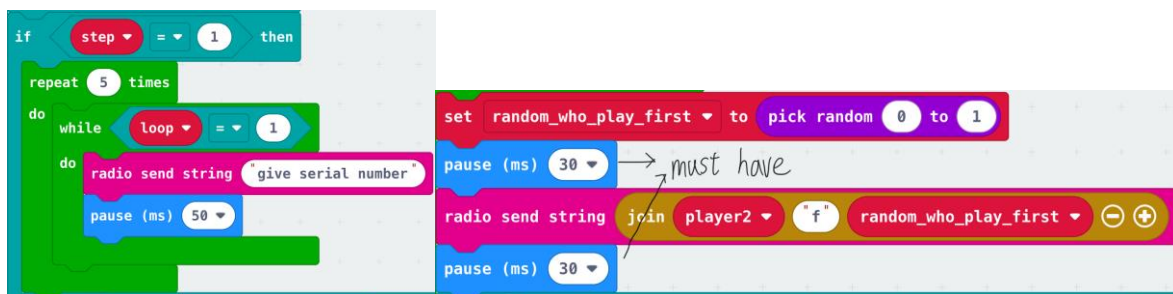 if step = 1 then
repeat 5 times
do
while loop = 1
do
radio send string "give serial number"
pause (ms) 50
set random_who_play_first to pick random 0 to 1
pause (ms) 30
must have
radio send string join player2 "f" random_who_play_first
pause (ms) 30